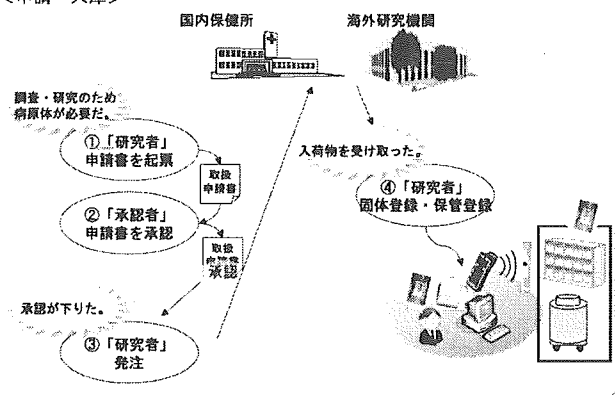 国内保健所
海外研究機関
調査・研究のため
病原体が必要だ。
①「研究者」
申請書を起票
取扱
申請書
②「承認者」
申請書を承認
取扱
承認
承認が下りた。
③「研究者」
発注
入荷物を受け取った。
④「研究者」
固体登録・保管登録